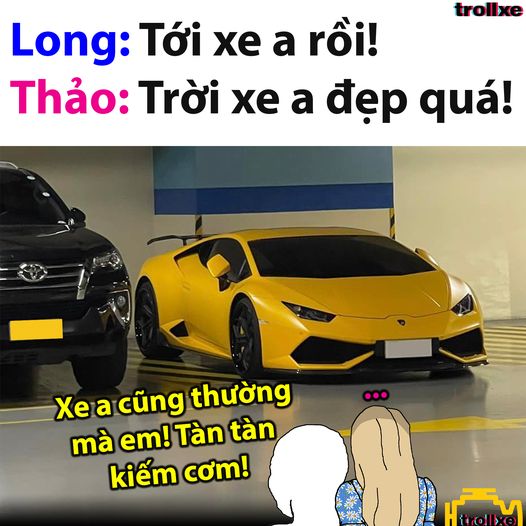 trollxe
Long: Tới xe a rồi!
Thảo: Trời xe a đẹp quá!
Xe a cũng thường
mà em! Tàn tàn
kiếm cơm!
...
trollxe